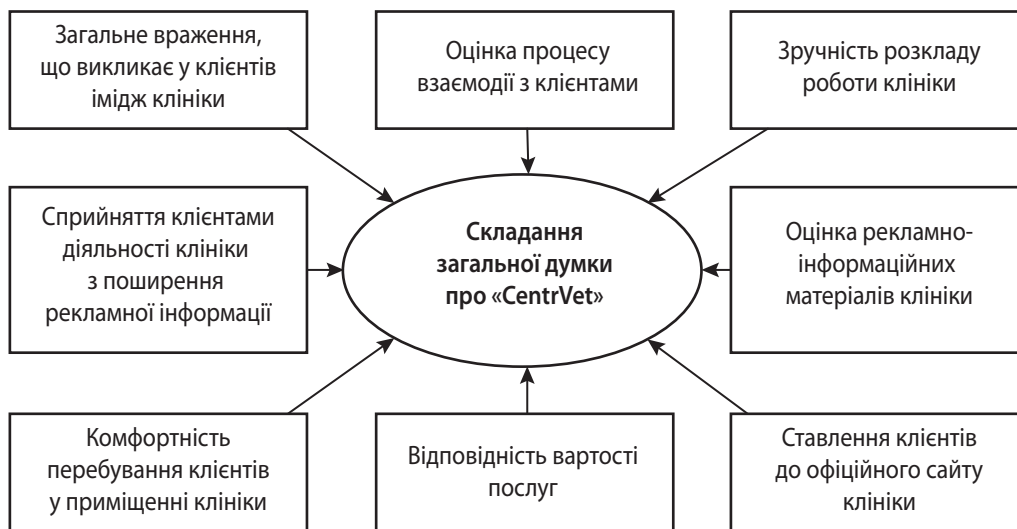 Загальне враження,
що викликає у клієнтів
імідж клініки
Оцінка процесу
взаємодії з клієнтами
Зручність розкладу
роботи клініки
Сприйняття клієнтами
діяльності клініки
з поширення
рекламної інформації
Складання
загальної думки
про «CentrVet»
Оцінка рекламно-
інформаційних
матеріалів клініки
Комфортність
перебування клієнтів
у приміщенні клініки
Відповідність вартості
послуг
Ставлення клієнтів
до офіційного сайту
клініки